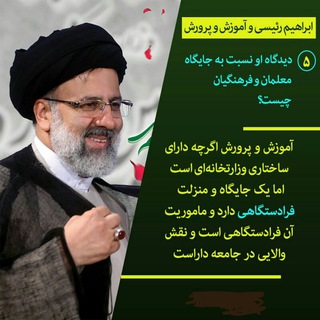 ابراهیم رئیسی و آموزش و پرورش
۵
دیدگاه او نسبت به جایگاه
معلمان و فرهنگیان
چیست؟
آموزش و پرورش اگرچه دارای
ساختاری وزارتخانه‌ای است
اما یک جایگاه و منزلت
فرادستگاهی دارد و ماموریت
آن فرادستگاهی است و نقش
والایی در جامعه داراست